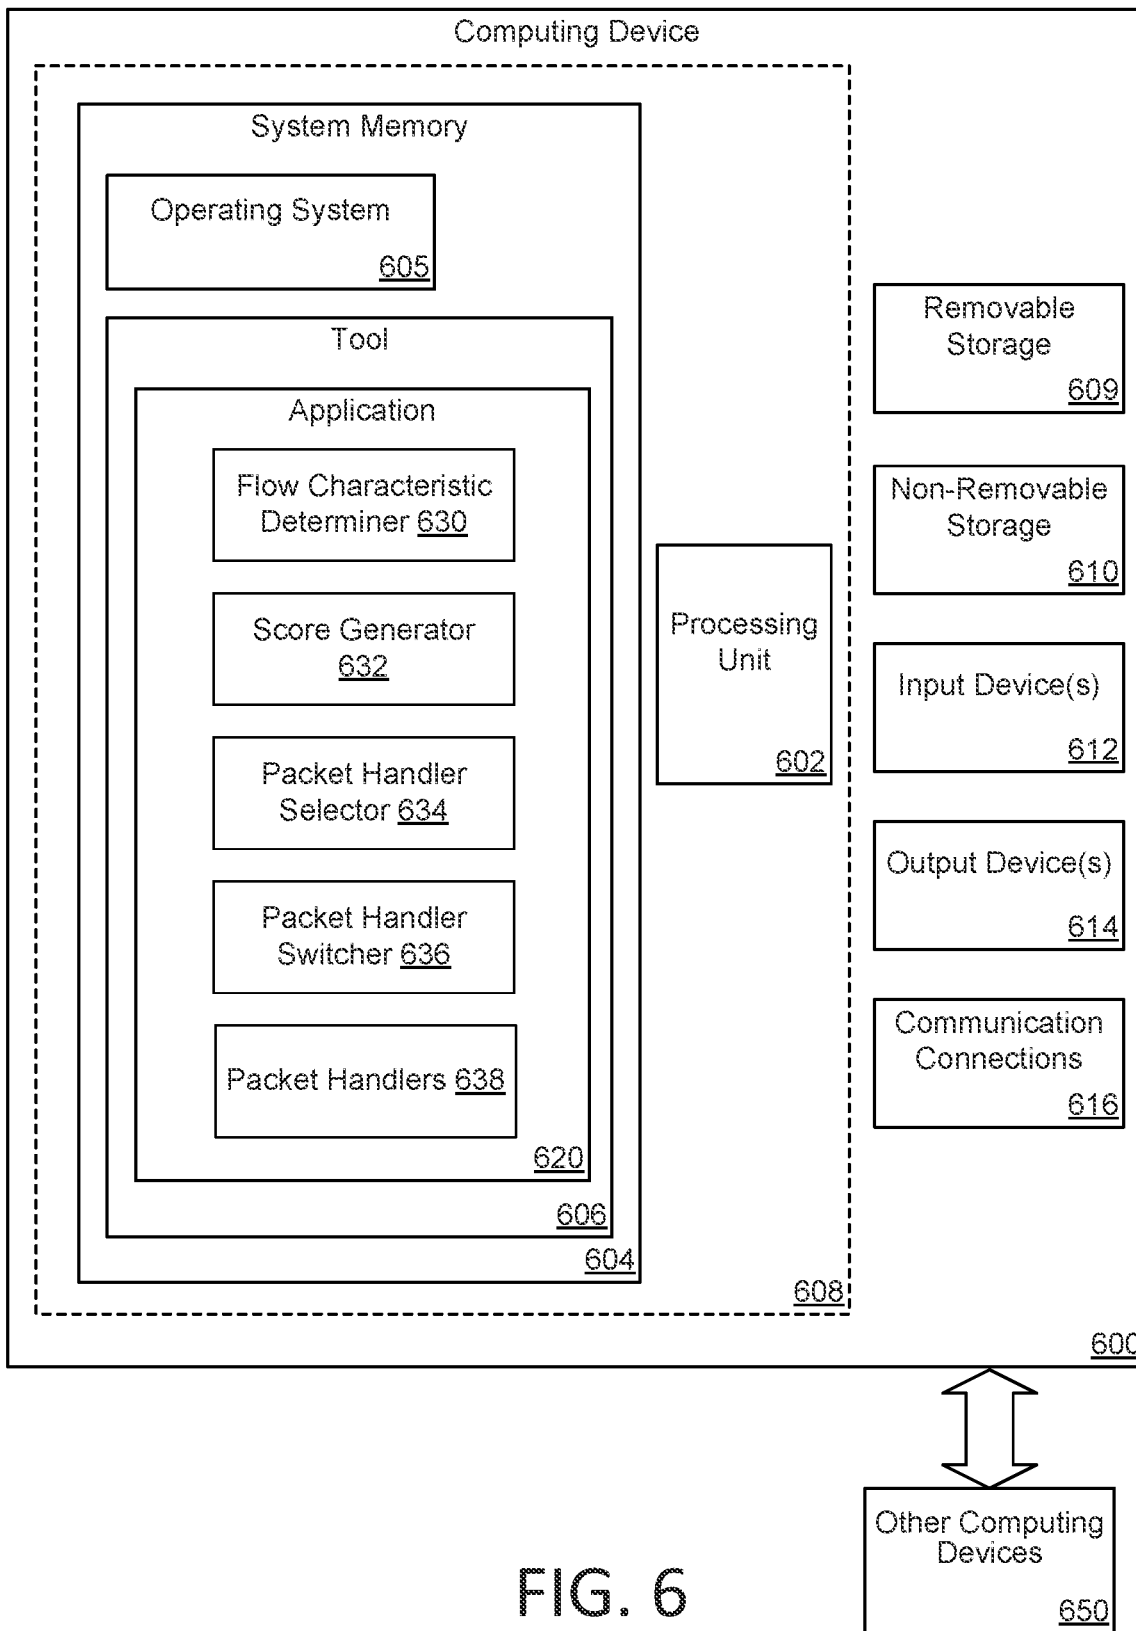 Computing Device
System Memory
Operating System
605
Tool
Application
Flow Characteristic
Determiner 630
Score Generator
632
Packet Handler
Selector 634
Packet Handler
Switcher 636
Packet Handlers 638
620
606
604
Processing
Unit
602
608
Removable
Storage
609
Non-Removable
Storage
610
Input Device(s)
612
Output Device(s)
614
Communication
Connections
616
600
Other Computing
Devices
650
FIG. 6